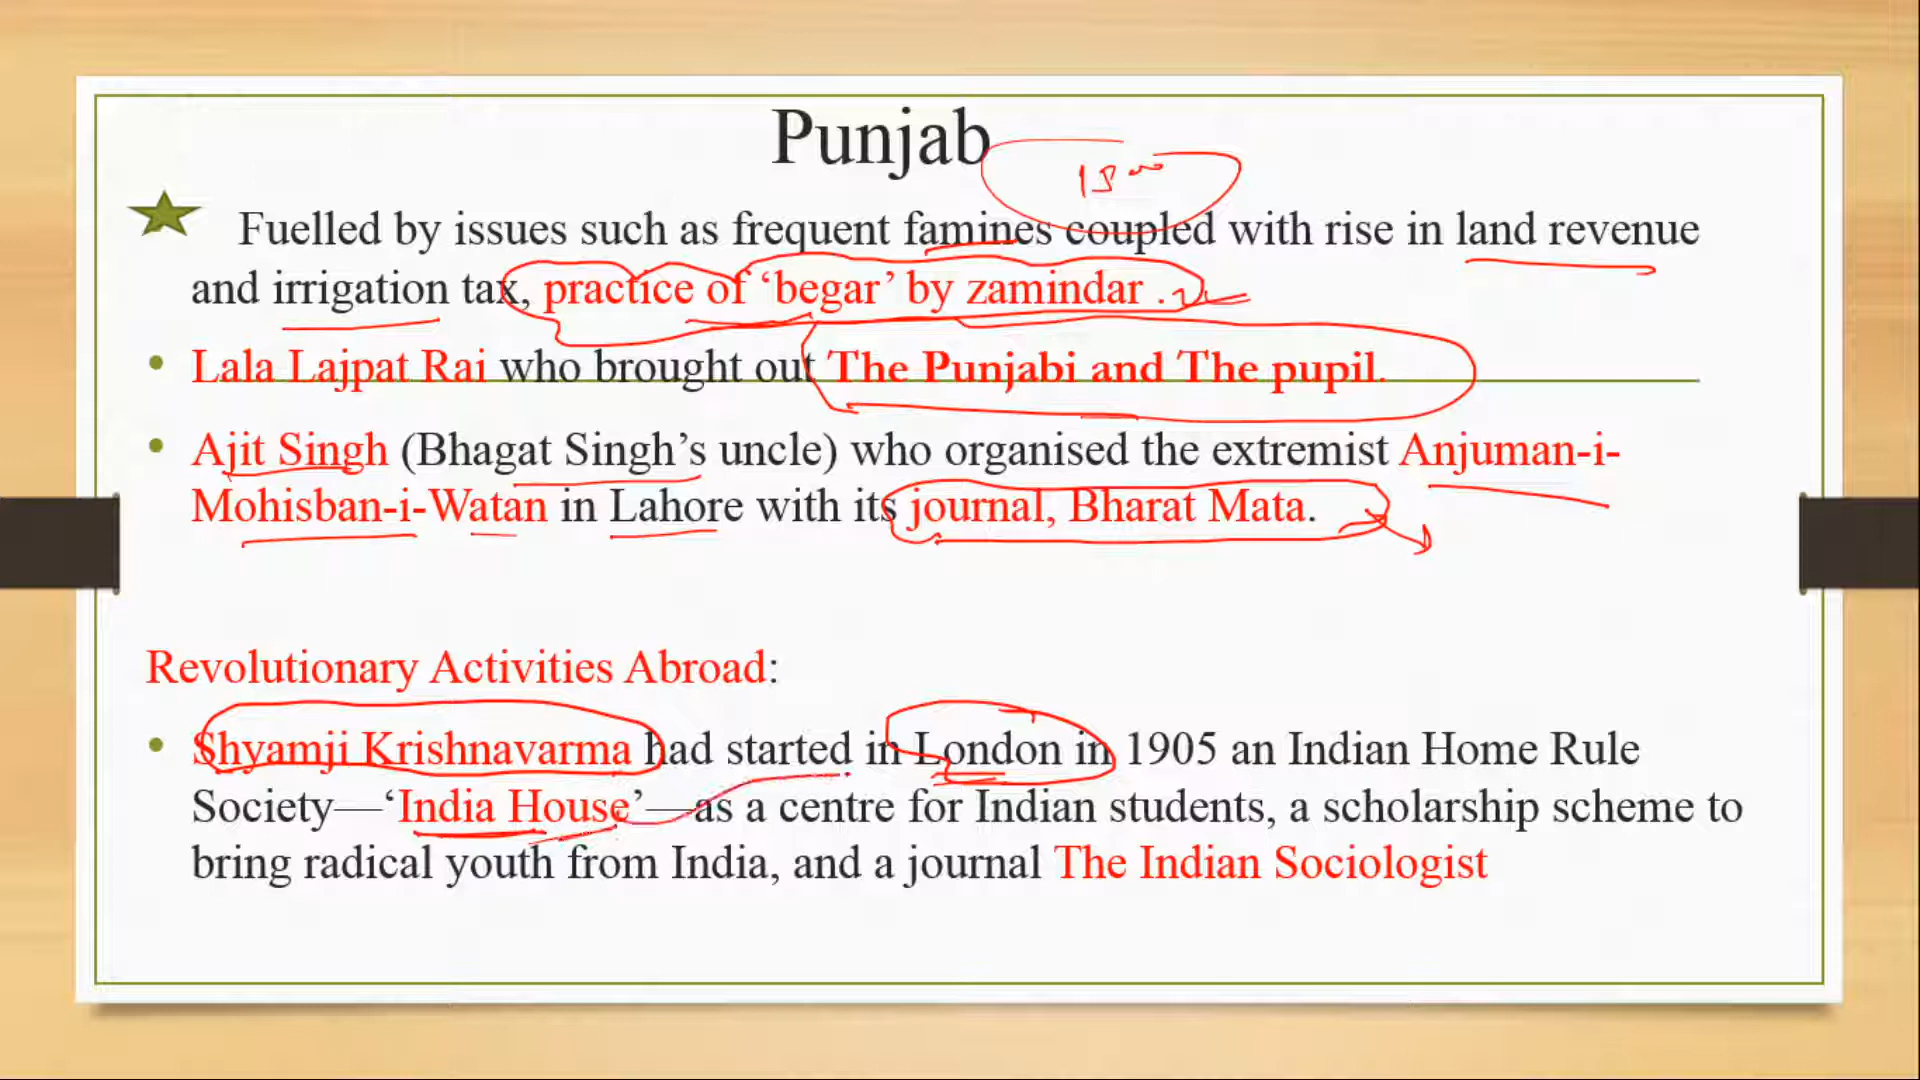 Punjab
Fuelled by issues such as frequent famines coupled with rise in land revenue
and irrigation tax, practice of ‘begar’ by zamindar .
Lala Lajpat Rai who brought out The Punjabi and The pupil.
Ajit Singh (Bhagat Singh’s uncle) who organised the extremist Anjuman-i-
Mohisban-i-Watan in Lahore with its journal, Bharat Mata.
Revolutionary Activities Abroad:
Shyamji Krishnavarma had started in London in 1905 an Indian Home Rule
Society—‘India House’—as a centre for Indian students, a scholarship scheme to
bring radical youth from India, and a journal The Indian Sociologist